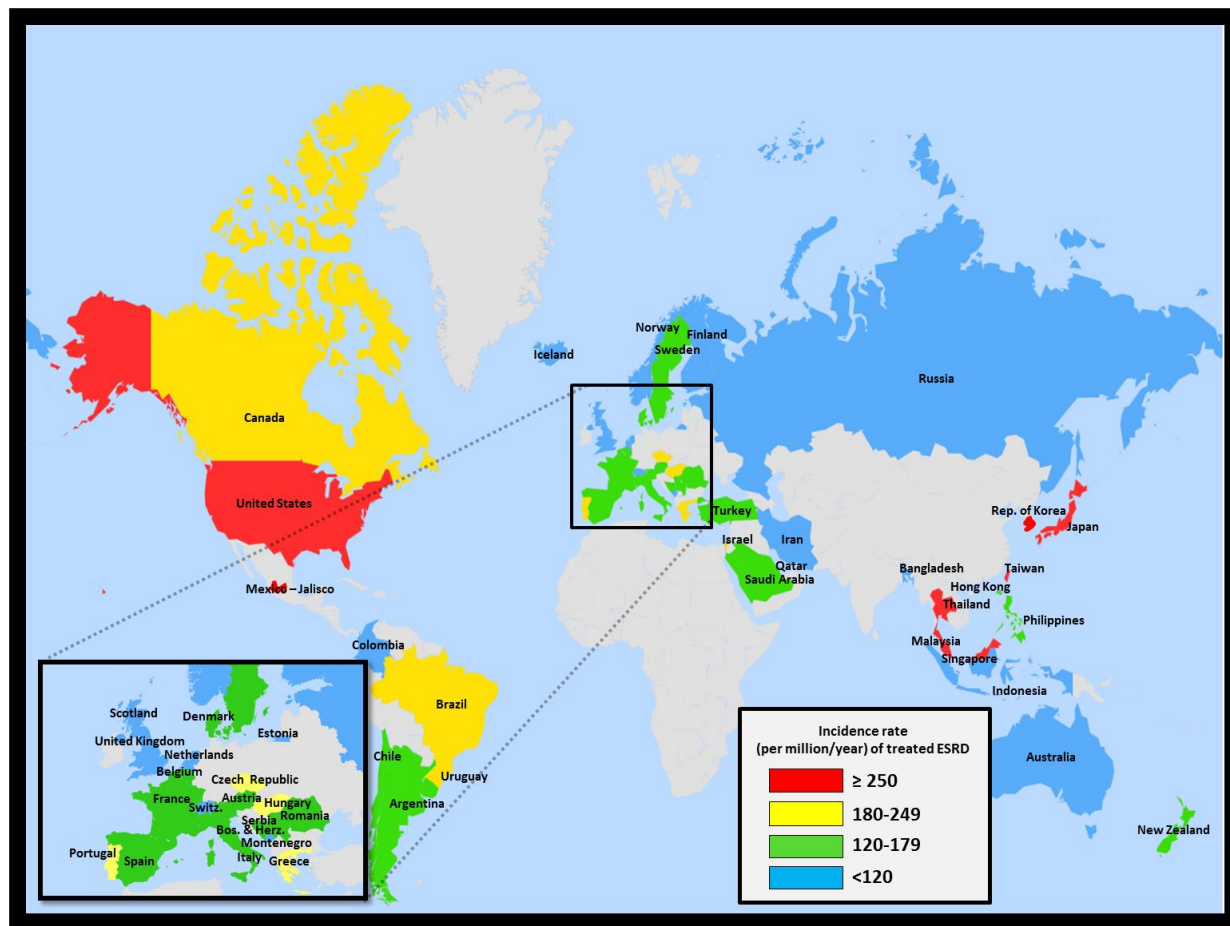 Norway
Finland
Iceland
Sweden
Russia
Canada
United States
Rep. of Korea
Japan
Turkey
Israel
Iran
Qatar
Saudi Arabia
Bangladesh
Taiwan
Hong Kong
Thailand
Philippines
Mexico – Jalisco
Malaysia
Singapore
Indonesia
Colombia
Brazil
Chile
Uruguay
Argentina
Australia
New Zealand
Scotland
Denmark
Estonia
United Kingdom
Netherlands
Belgium
Czech Republic
France
Austria
Switz.
Hungary
Serbia
Romania
Bos. & Herz.
Montenegro
Portugal
Spain
Italy
Greece
Incidence rate
(per million/year) of treated ESRD
≥ 250
180-249
120-179
<120